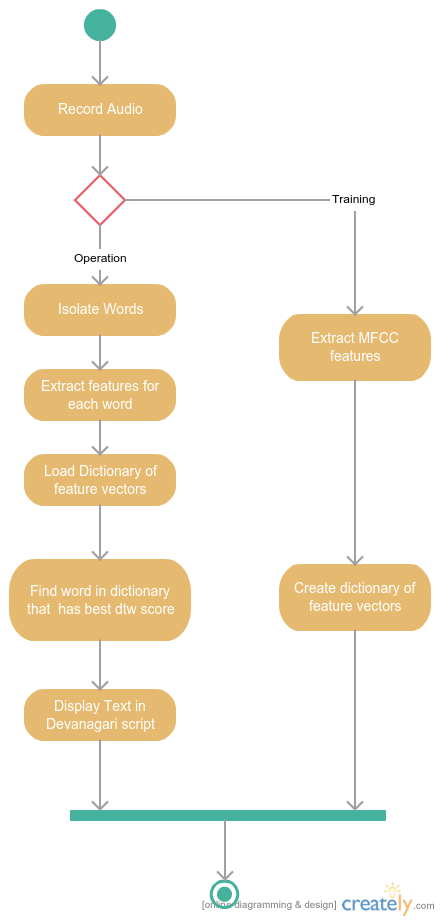 Record Audio
Training
Operation
Isolate Words
Extract MFCC
features
Extract features for
each word
Load Dictionary of
feature vectors
Find word in dictionary
that  has best dtw score
Create dictionary of
feature vectors
Display Text in
Devanagari script
[online diagramming & design] creately.com